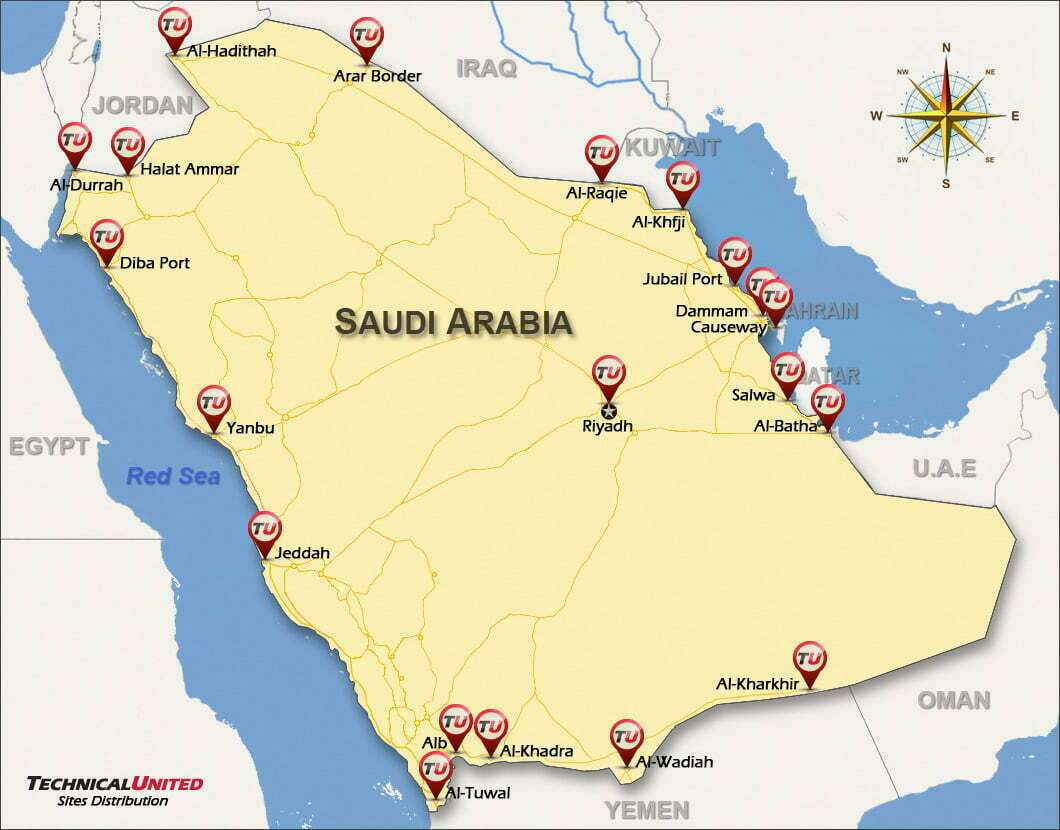 TU
Al-Hadithah
TU
Arar Border
IRAQ
JORDAN
N
NW
NE
W
E
SW
SE
S
TU
Al-Durrah
TU
Halat Ammar
TU
Al-Raqie
KUWAIT
TU
Al-Khfji
TU
Diba Port
TU
Jubail Port
TU
Dammam
TU
Causeway
SAUDI ARABIA
TU
Riyadh
TU
Salwa
TU
Al-Batha
TU
Yanbu
EGYPT
Red Sea
U.A.E
TU
Jeddah
TU
Al-Kharkhir
OMAN
TU
Alb
TU
Al-Khadra
TU
Al-Wadiah
TU
Al-Tuwal
YEMEN
TECHNICALUNITED
Sites Distribution